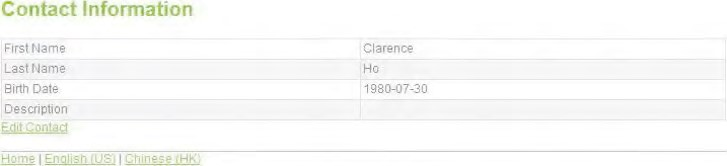 Contact Information
First Name Clarence
Last Name Ho
Birth Date 1980-07-30
Description
Edit Contact
Home | English (US) | Chinese (HK)